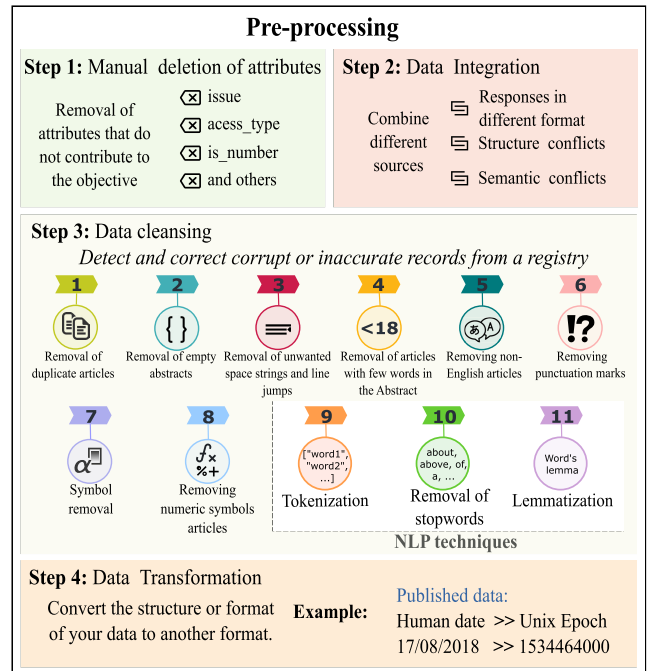 Pre-processing
Step 1: Manual deletion of attributes
Removal of
attributes that do
not contribute to
the objective
issue
acess_type
is_number
and others
Step 2: Data Integration
Combine
different
sources
Responses in
different format
Structure conflicts
Semantic conflicts
Step 3: Data cleansing
Detect and correct corrupt or inaccurate records from a registry
1
Removal of
duplicate articles
2
{ }
Removal of empty
abstracts
3
Removal of unwanted
space strings and line
jumps
4
<18
Removal of articles
with few words in
the Abstract
5
あ A
Removing non-
English articles
6
!?
Removing
punctuation marks
7
α
Symbol
removal
8
fx
%+
Removing
numeric symbols
articles
9
["word1",
"word2",
...]
Tokenization
10
about,
above, of,
a, ...
Removal of
stopwords
11
Word's
lemma
Lemmatization
NLP techniques
Step 4: Data Transformation
Convert the structure or format
of your data to another format.
Example:
Published data:
Human date >> Unix Epoch
17/08/2018 >> 1534464000